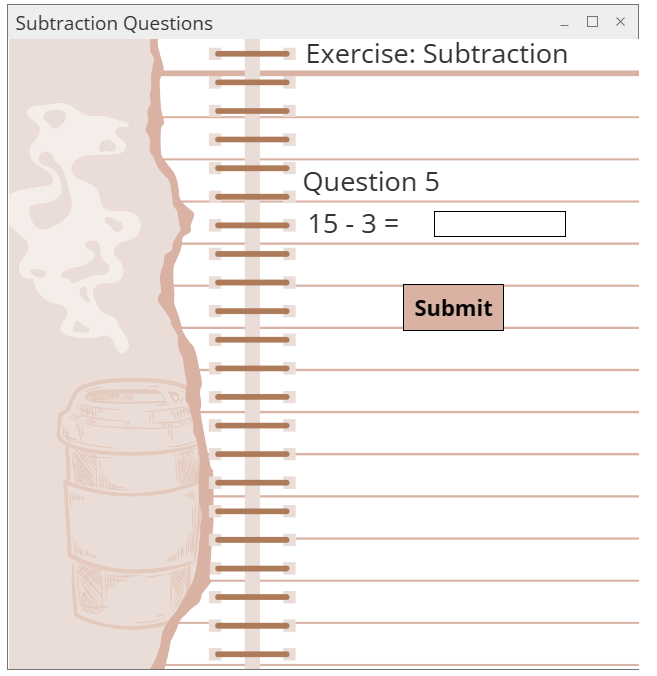 Subtraction Questions
Exercise: Subtraction
Question 5
15 - 3 =
Submit